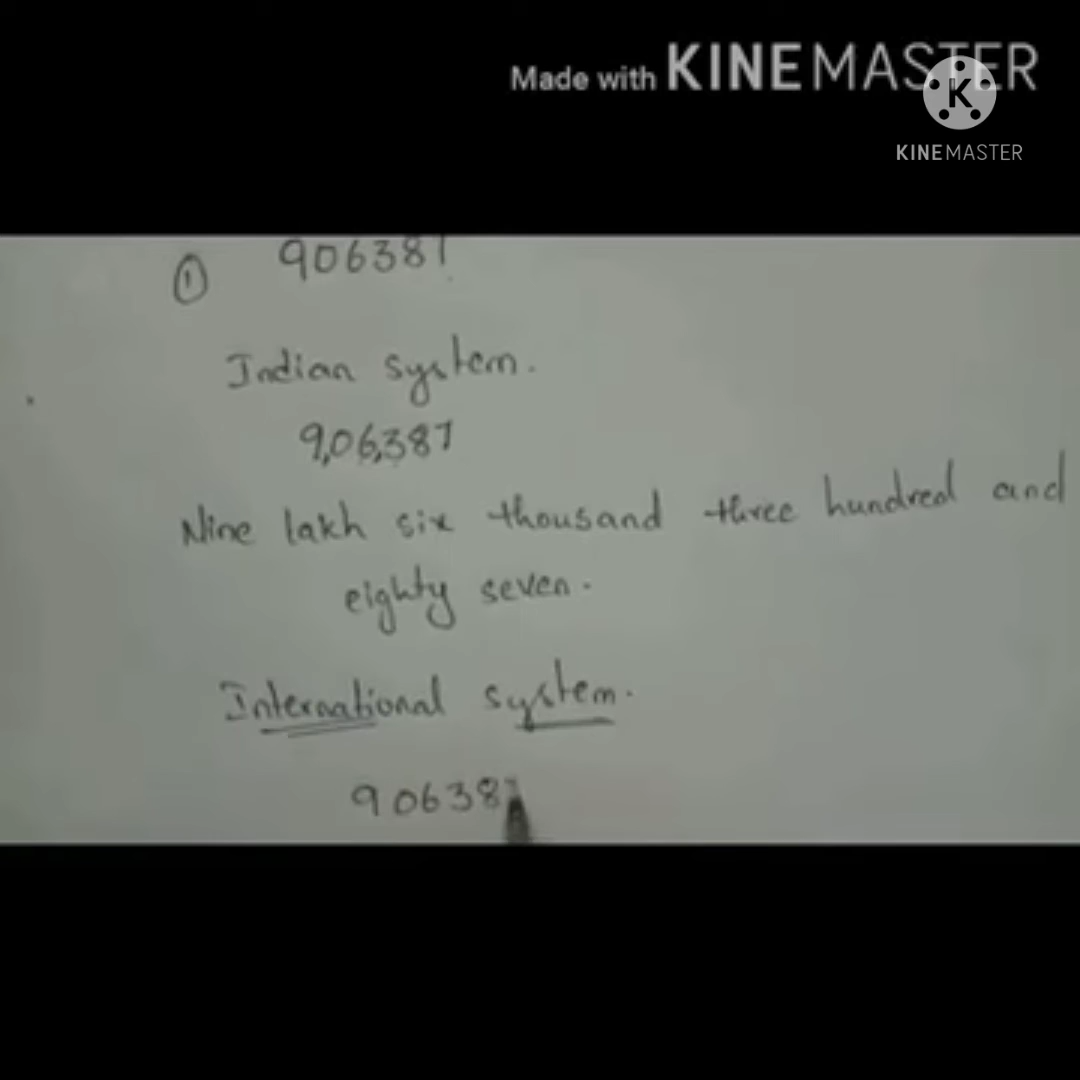 Made with KINEMASTER
K
KINEMASTER
① 906387
Indian system.
9,06,387
Nine lakh six thousand three hundred and
eighty seven.
International system.
906387